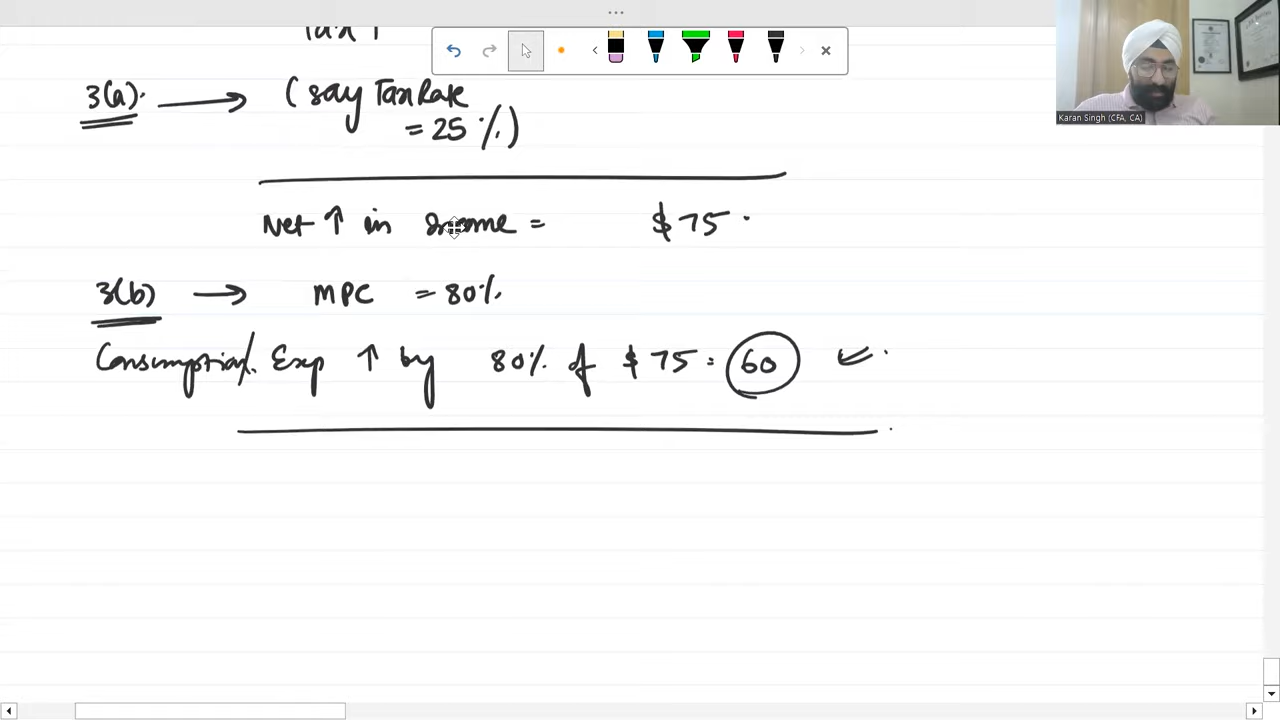 Tax ↑
3(a). → (say Tax Rate
= 25 %)
Net ↑ in Income = $75.
3(b) → MPC = 80%.
Consumption/. Exp ↑ by 80% of $75 = 60
Karan Singh (CFA, CA)